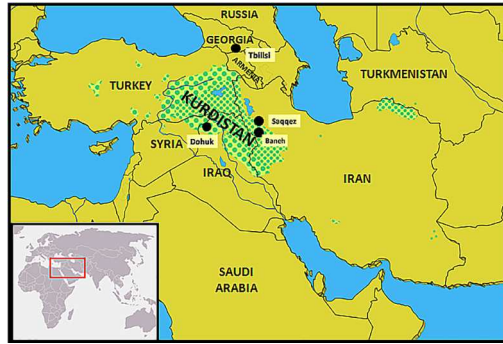 RUSSIA
GEORGIA
Tbilisi
ARMENIA
TURKEY
TURKMENISTAN
KURDISTAN
Saqqez
Baneh
Dohuk
SYRIA
IRAQ
IRAN
SAUDI
ARABIA